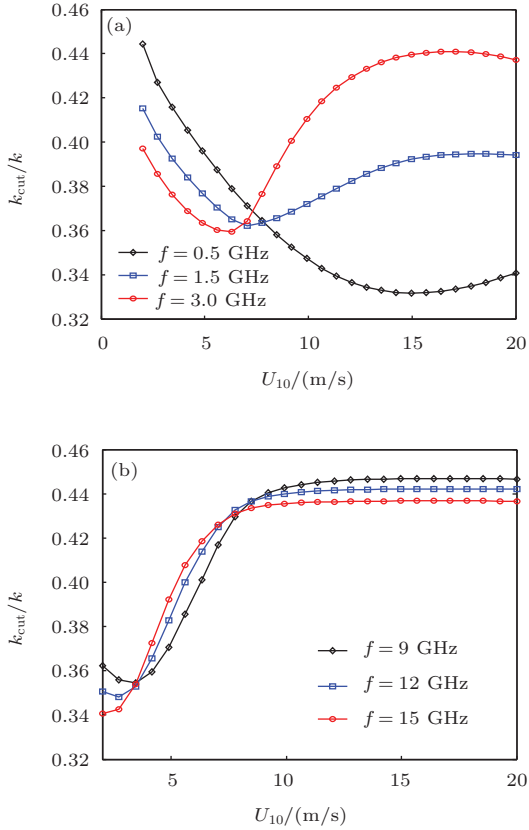 0.46
(a)
0.44
0.42
0.40
0.38
0.36
0.34
0.32
k_cut/k
f = 0.5 GHz
f = 1.5 GHz
f = 3.0 GHz
0 5 10 15 20
U_10/(m/s)
0.46
(b)
0.44
0.42
0.40
0.38
0.36
0.34
0.32
k_cut/k
f = 9 GHz
f = 12 GHz
f = 15 GHz
5 10 15 20
U_10/(m/s)